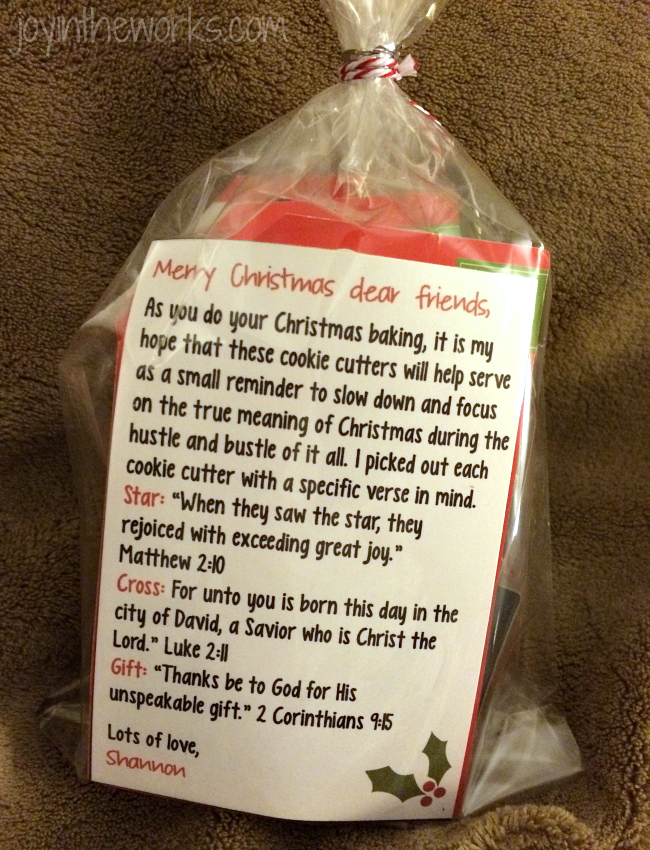 joyintheworks.com
Merry Christmas dear friends,
As you do your Christmas baking, it is my
hope that these cookie cutters will help serve
as a small reminder to slow down and focus
on the true meaning of Christmas during the
hustle and bustle of it all. I picked out each
cookie cutter with a specific verse in mind.
Star: “When they saw the star, they
rejoiced with exceeding great joy.”
Matthew 2:10
Cross: For unto you is born this day in the
city of David, a Savior who is Christ the
Lord.” Luke 2:11
Gift: “Thanks be to God for His
unspeakable gift.” 2 Corinthians 9:15
Lots of love,
Shannon